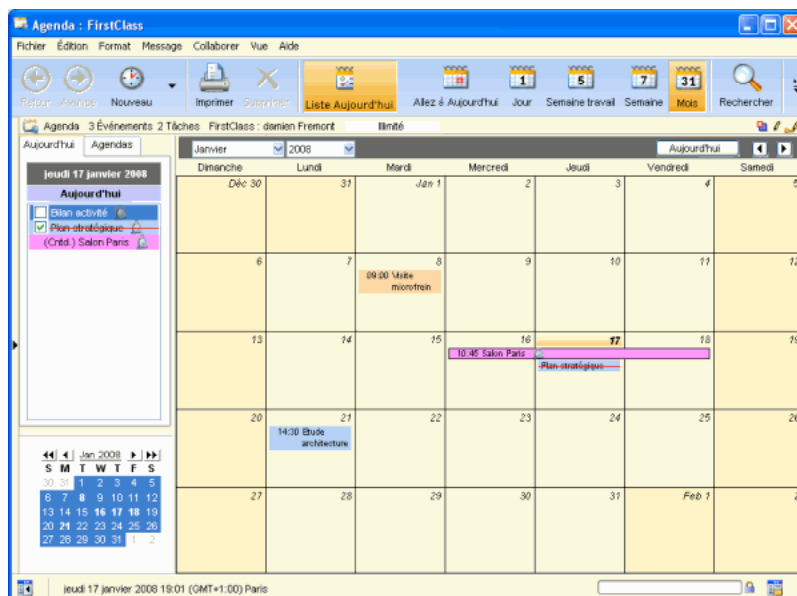 Agenda : FirstClass
Fichier Édition Format Message Collaborer Vue Aide
Retour Avance Nouveau Imprimer Supprimer Liste Aujourd'hui Allez à Aujourd'hui Jour Semaine travail Semaine Mois Rechercher
Agenda 3 Événements 2 Tâches FirstClass : damien Fremont Illimité
Aujourd'hui Agendas
Janvier 2008 Aujourd'hui
jeudi 17 janvier 2008
Aujourd'hui
Bilan activité
Plan stratégique
(Cntd.) Salon Paris
Dimanche Lundi Mardi Mercredi Jeudi Vendredi Samedi
Déc 30 31 Jan 1 2 3 4 5
6 7 8 9 10 11 12
09:00 Visite
microfrein
13 14 15 16 17 18 19
10:45 Salon Paris
Plan stratégique
20 21 22 23 24 25 26
14:30 Etude
architecture
27 28 29 30 31 Feb 1 2
Jan 2008
S M T W T F S
30 31 1 2 3 4 5
6 7 8 9 10 11 12
13 14 15 16 17 18 19
20 21 22 23 24 25 26
27 28 29 30 31 1 2
jeudi 17 janvier 2008 19:01 (GMT+1:00) Paris